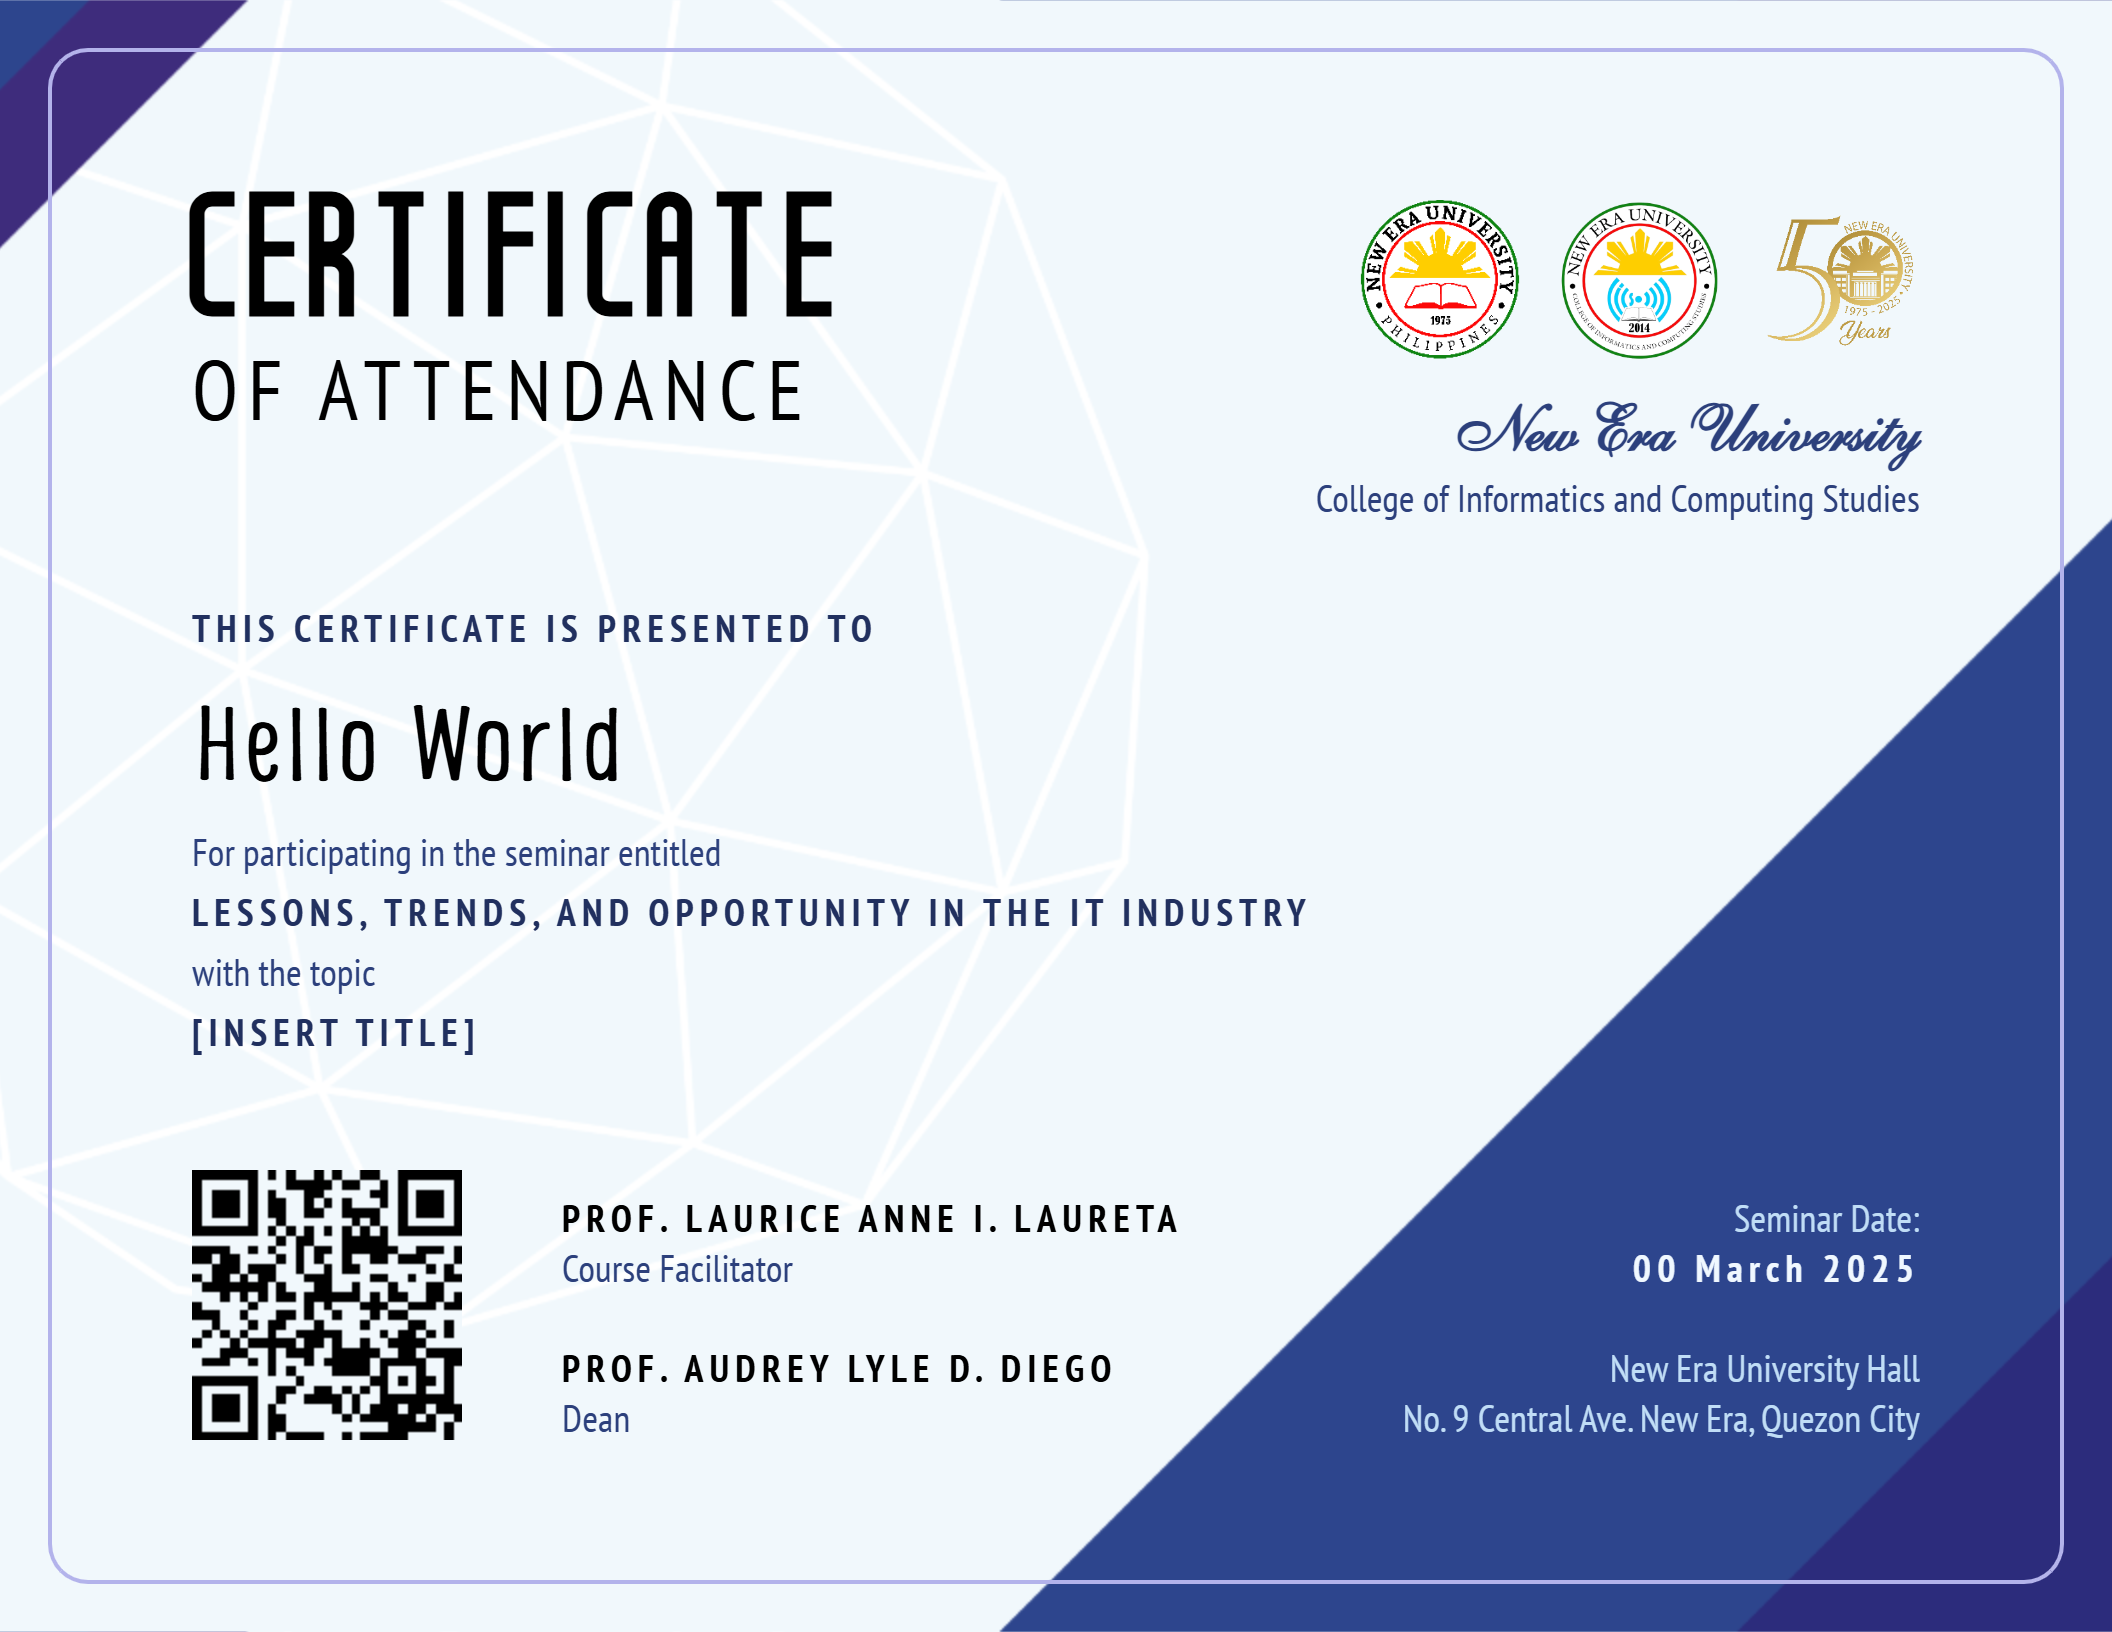 CERTIFICATE
OF ATTENDANCE
NEW ERA UNIVERSITY
1975
PHILIPPINES
NEW ERA UNIVERSITY
2014
COLLEGE OF INFORMATICS AND COMPUTING STUDIES
50
NEW ERA UNIVERSITY
1975 - 2025
Years
New Era University
College of Informatics and Computing Studies
THIS CERTIFICATE IS PRESENTED TO
Hello World
For participating in the seminar entitled
LESSONS, TRENDS, AND OPPORTUNITY IN THE IT INDUSTRY
with the topic
[INSERT TITLE]
PROF. LAURICE ANNE I. LAURETA
Course Facilitator
PROF. AUDREY LYLE D. DIEGO
Dean
Seminar Date:
00 March 2025
New Era University Hall
No. 9 Central Ave. New Era, Quezon City